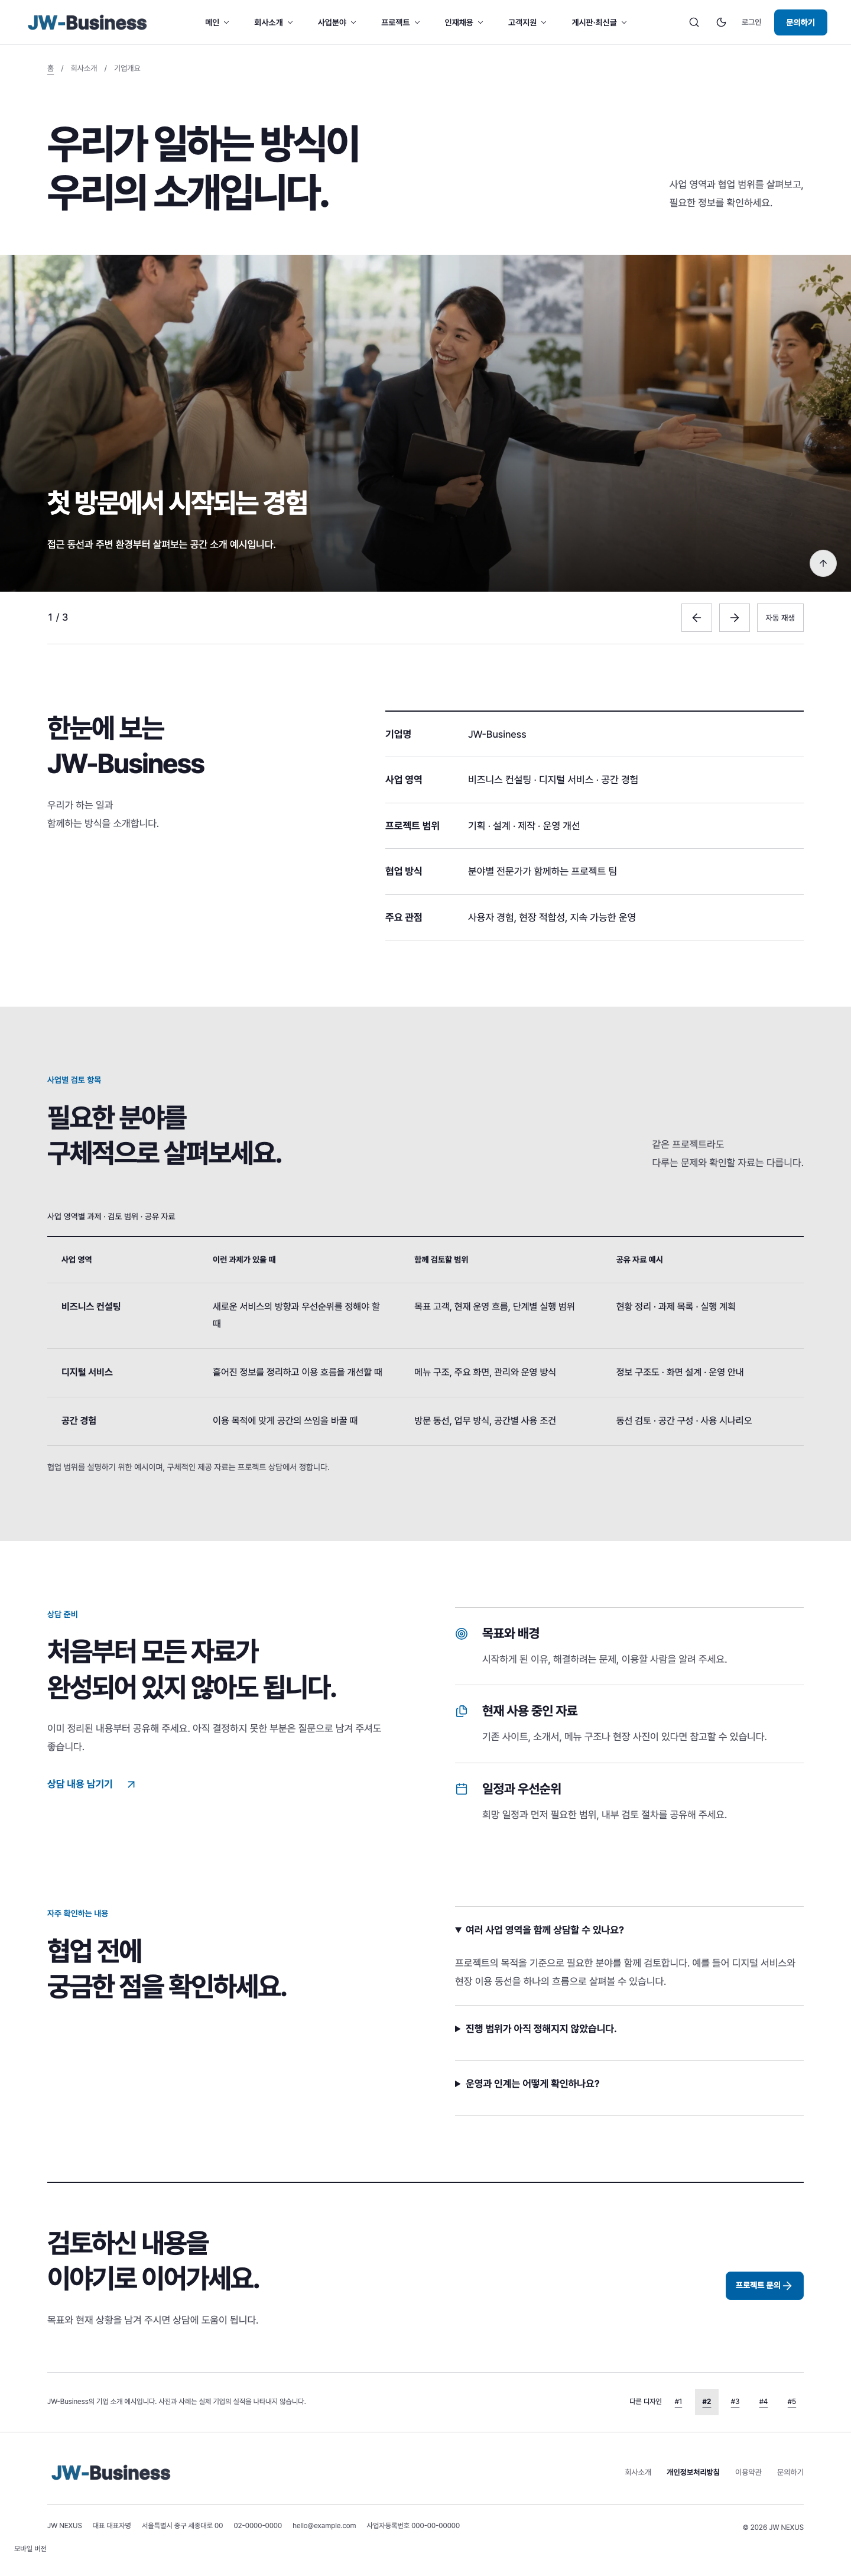 JW-Business 메인 회사소개 사업분야 프로젝트 인재채용 고객지원 게시판·최신글 로그인 문의하기
홈 / 회사소개 / 기업개요
우리가 일하는 방식이
우리의 소개입니다.
사업 영역과 협업 범위를 살펴보고,
필요한 정보를 확인하세요.
첫 방문에서 시작되는 경험
접근 동선과 주변 환경부터 살펴보는 공간 소개 예시입니다.
1 / 3
자동 재생
한눈에 보는
JW-Business
우리가 하는 일과
함께하는 방식을 소개합니다.
기업명 JW-Business
사업 영역 비즈니스 컨설팅 · 디지털 서비스 · 공간 경험
프로젝트 범위 기획 · 설계 · 제작 · 운영 개선
협업 방식 분야별 전문가가 함께하는 프로젝트 팀
주요 관점 사용자 경험, 현장 적합성, 지속 가능한 운영
사업별 검토 항목
필요한 분야를
구체적으로 살펴보세요.
같은 프로젝트라도
다루는 문제와 확인할 자료는 다릅니다.
사업 영역별 과제 · 검토 범위 · 공유 자료
사업 영역 이런 과제가 있을 때 함께 검토할 범위 공유 자료 예시
비즈니스 컨설팅 새로운 서비스의 방향과 우선순위를 정해야 할 때 목표 고객, 현재 운영 흐름, 단계별 실행 범위 현황 정리 · 과제 목록 · 실행 계획
디지털 서비스 흩어진 정보를 정리하고 이용 흐름을 개선할 때 메뉴 구조, 주요 화면, 관리와 운영 방식 정보 구조도 · 화면 설계 · 운영 안내
공간 경험 이용 목적에 맞게 공간의 쓰임을 바꿀 때 방문 동선, 업무 방식, 공간별 사용 조건 동선 검토 · 공간 구성 · 사용 시나리오
협업 범위를 설명하기 위한 예시이며, 구체적인 제공 자료는 프로젝트 상담에서 정합니다.
상담 준비
처음부터 모든 자료가
완성되어 있지 않아도 됩니다.
이미 정리된 내용부터 공유해 주세요. 아직 결정하지 못한 부분은 질문으로 남겨 주셔도
좋습니다.
상담 내용 남기기
목표와 배경
시작하게 된 이유, 해결하려는 문제, 이용할 사람을 알려 주세요.
현재 사용 중인 자료
기존 사이트, 소개서, 메뉴 구조나 현장 사진이 있다면 참고할 수 있습니다.
일정과 우선순위
희망 일정과 먼저 필요한 범위, 내부 검토 절차를 공유해 주세요.
자주 확인하는 내용
협업 전에
궁금한 점을 확인하세요.
여러 사업 영역을 함께 상담할 수 있나요?
프로젝트의 목적을 기준으로 필요한 분야를 함께 검토합니다. 예를 들어 디지털 서비스와
현장 이용 동선을 하나의 흐름으로 살펴볼 수 있습니다.
진행 범위가 아직 정해지지 않았습니다.
운영과 인계는 어떻게 확인하나요?
검토하신 내용을
이야기로 이어가세요.
목표와 현재 상황을 남겨 주시면 상담에 도움이 됩니다.
프로젝트 문의
JW-Business의 기업 소개 예시입니다. 사진과 사례는 실제 기업의 실적을 나타내지 않습니다.
다른 디자인 #1 #2 #3 #4 #5
JW-Business
회사소개 개인정보처리방침 이용약관 문의하기
JW NEXUS 대표 대표자명 서울특별시 중구 세종대로 00 02-0000-0000 hello@example.com 사업자등록번호 000-00-00000
© 2026 JW NEXUS
모바일 버전